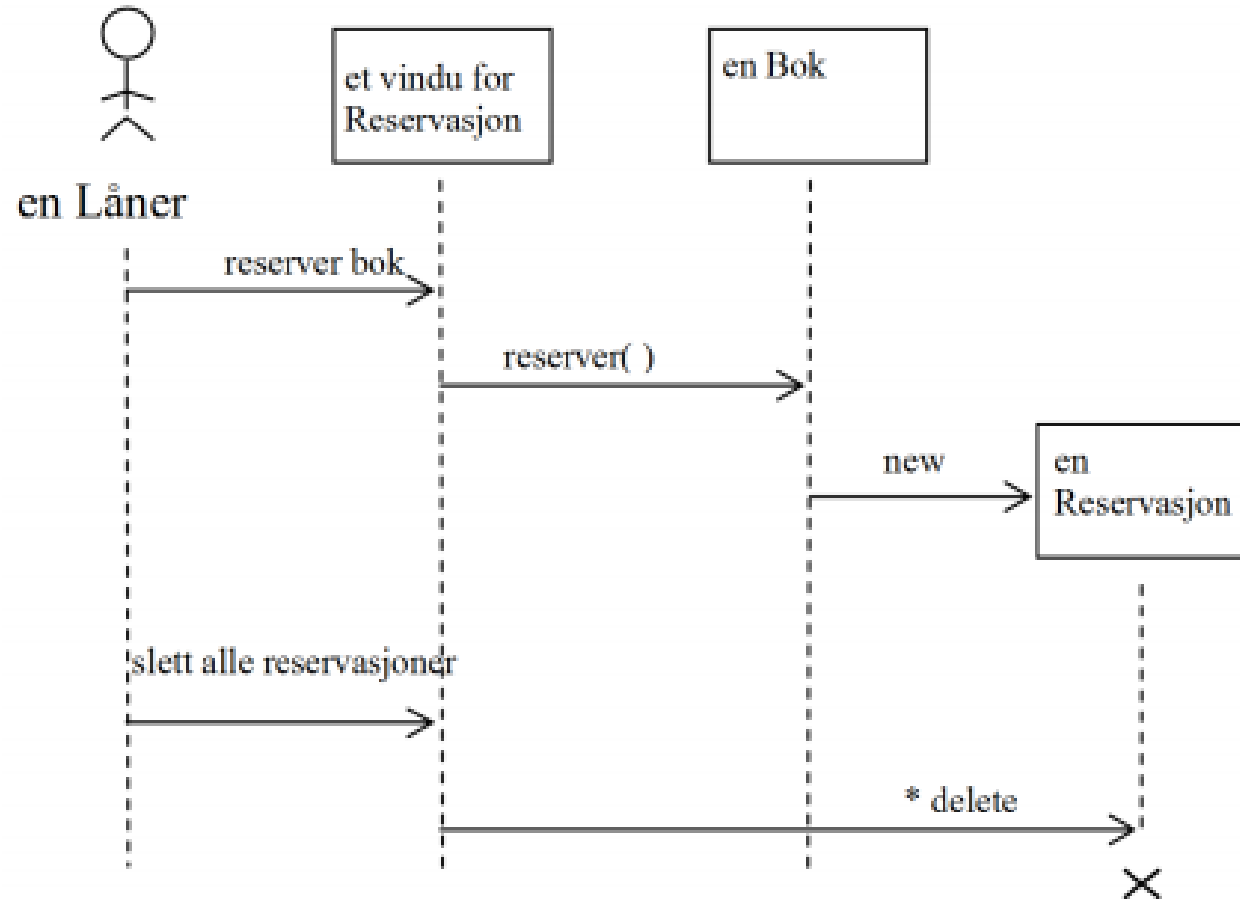 et vindu for
Reservasjon
en Bok
en Låner
reserver bok
reserver( )
new
en
Reservasjon
slett alle reservasjoner
* delete